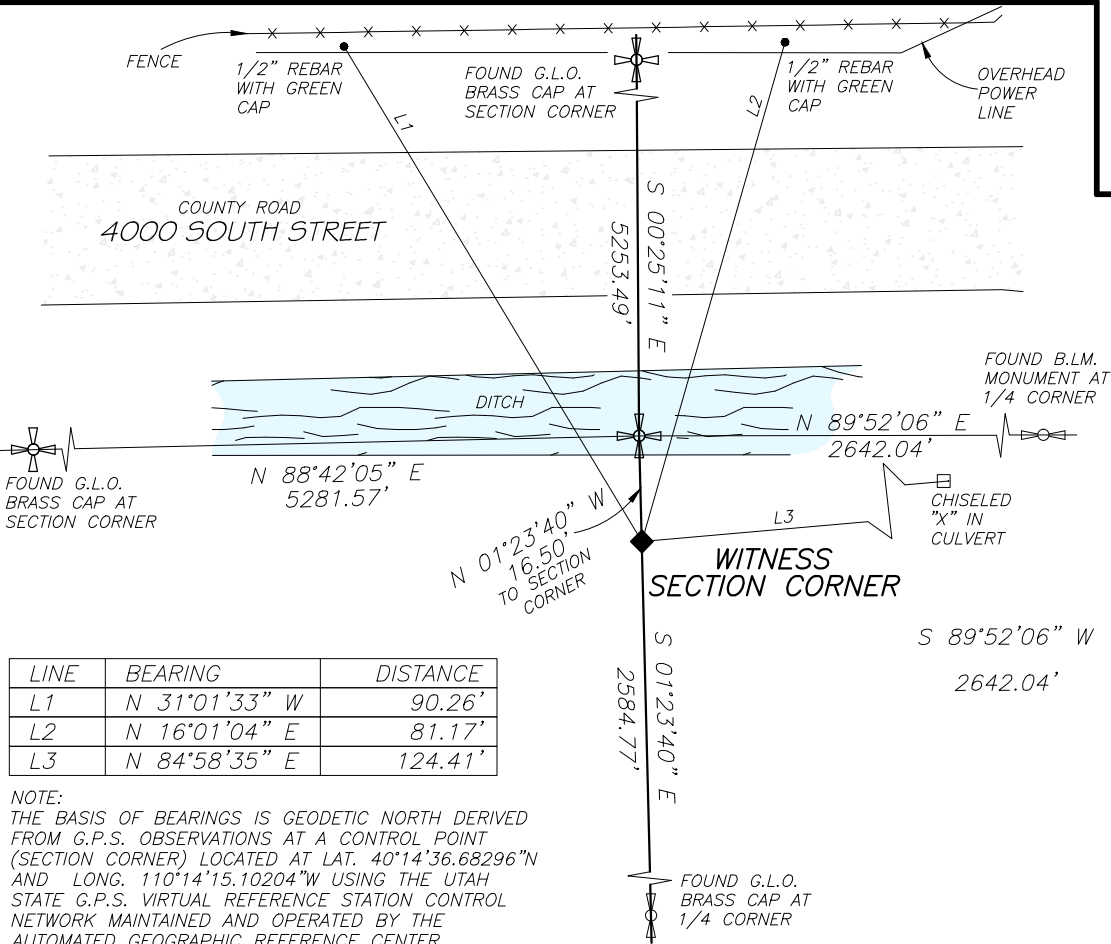 FENCE
1/2" REBAR
WITH GREEN
CAP
FOUND G.L.O.
BRASS CAP AT
SECTION CORNER
1/2" REBAR
WITH GREEN
CAP
OVERHEAD
POWER
LINE
L1
L2
COUNTY ROAD
4000 SOUTH STREET
S 00°25'11" E
5253.49'
DITCH
FOUND B.LM.
MONUMENT AT
1/4 CORNER
N 89°52'06" E
2642.04'
FOUND G.L.O.
BRASS CAP AT
SECTION CORNER
N 88°42'05" E
5281.57'
CHISELED
"X" IN
CULVERT
L3
N 01°23'40" W
16.50'
TO SECTION
CORNER
WITNESS
SECTION CORNER
S 89°52'06" W
2642.04'
S 01°23'40" E
2584.77'
LINE BEARING DISTANCE
L1 N 31°01'33" W 90.26'
L2 N 16°01'04" E 81.17'
L3 N 84°58'35" E 124.41'
NOTE:
THE BASIS OF BEARINGS IS GEODETIC NORTH DERIVED
FROM G.P.S. OBSERVATIONS AT A CONTROL POINT
(SECTION CORNER) LOCATED AT LAT. 40°14'36.68296"N
AND LONG. 110°14'15.10204"W USING THE UTAH
STATE G.P.S. VIRTUAL REFERENCE STATION CONTROL
NETWORK MAINTAINED AND OPERATED BY THE
AUTOMATED GEOGRAPHIC REFERENCE CENTER
FOUND G.L.O.
BRASS CAP AT
1/4 CORNER